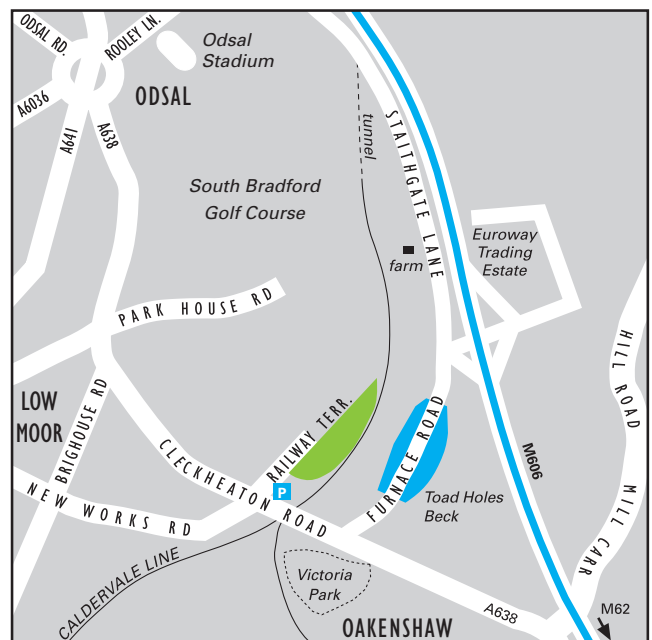 ODSAL RD.
ROOLEY LN.
Odsal
Stadium
A6036
ODSAL
A641
A638
tunnel
STAITHGATE LANE
South Bradford
Golf Course
Euroway
Trading
Estate
farm
PARK HOUSE RD
HILL ROAD
LOW
MOOR
BRIGHOUSE RD
RAILWAY TERR.
CLECKHEATON ROAD
FURNACE ROAD
M606
P
NEW WORKS RD
Toad Holes
Beck
MILL CARR
CALDERVALE LINE
Victoria
Park
A638
M62
OAKENSHAW